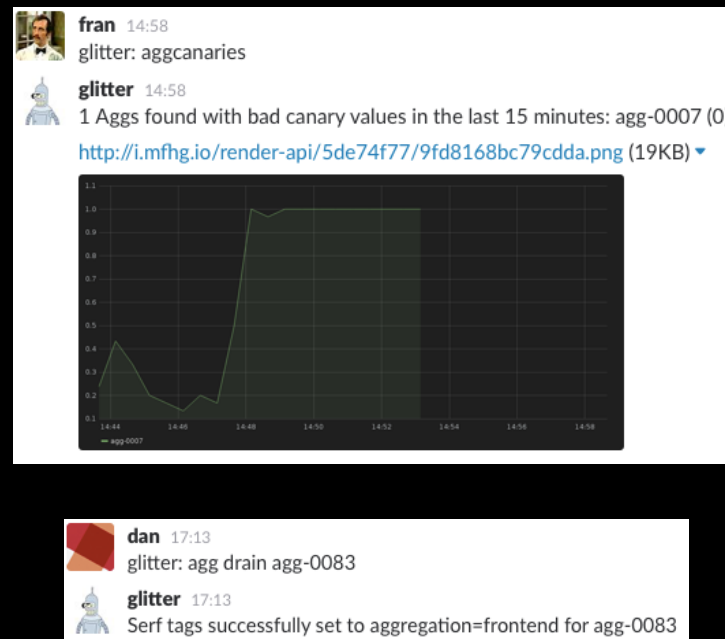 fran 14:58
glitter: aggcanaries
glitter 14:58
1 Aggs found with bad canary values in the last 15 minutes: agg-0007 (0
http://i.mfhg.io/render-api/5de74f77/9fd8168bc79cdda.png (19KB)
1.1
1.0
0.9
0.8
0.7
0.6
0.5
0.4
0.3
0.2
0.1
14:44 14:46 14:48 14:50 14:52 14:54 14:56 14:58
agg-0007
dan 17:13
glitter: agg drain agg-0083
glitter 17:13
Serf tags successfully set to aggregation=frontend for agg-0083